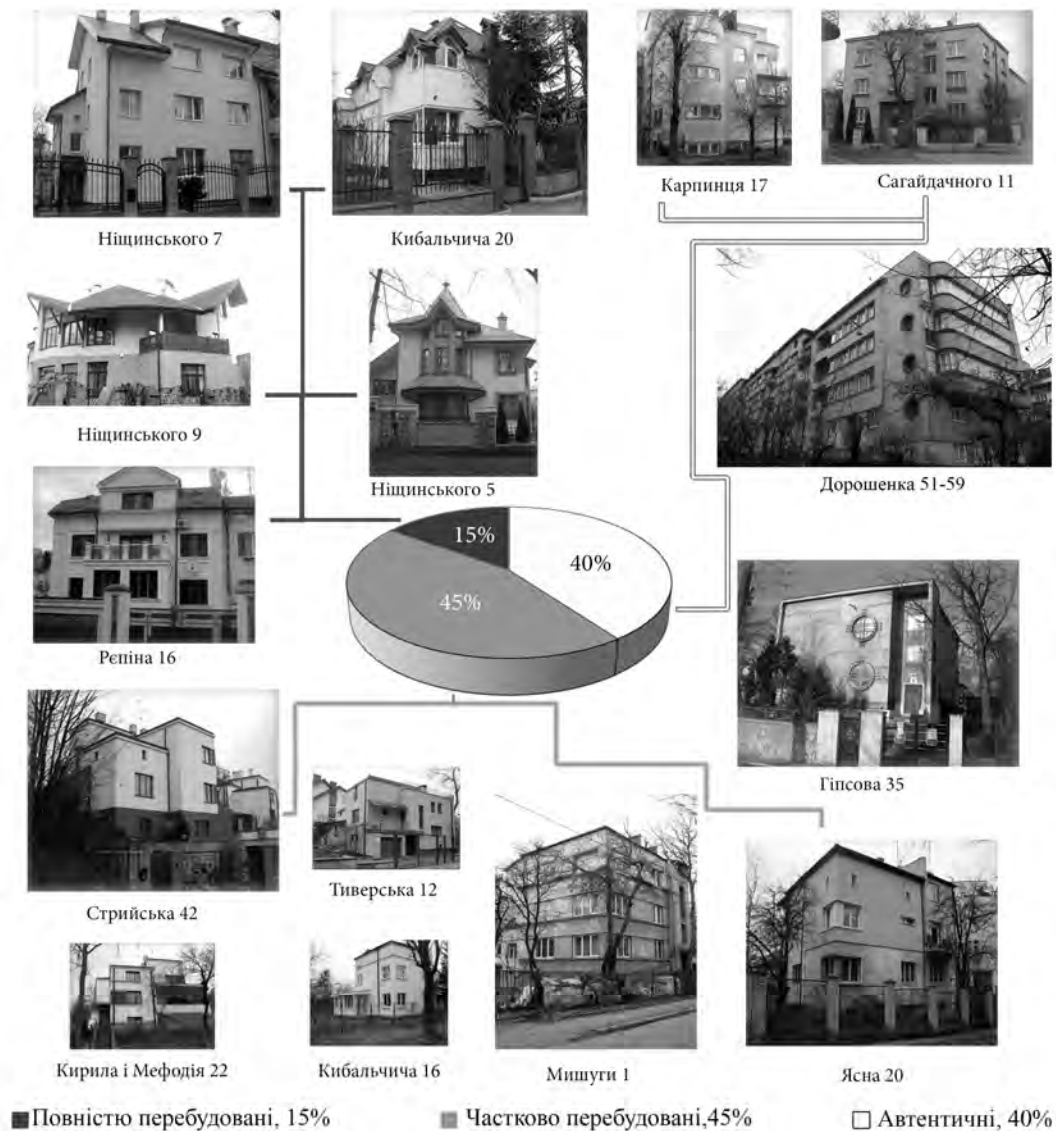 Карпинця 17
Сагайдачного 11
Ніщинського 7
Кибальчича 20
Ніщинського 9
Ніщинського 5
Дорошенка 51-59
15%
40%
45%
Рєпіна 16
Гіпсова 35
Стрийська 42
Тиверська 12
Кирила і Мефодія 22
Кибальчича 16
Мишуги 1
Ясна 20
Повністю перебудовані, 15%
Частково перебудовані,45%
Автентичні, 40%